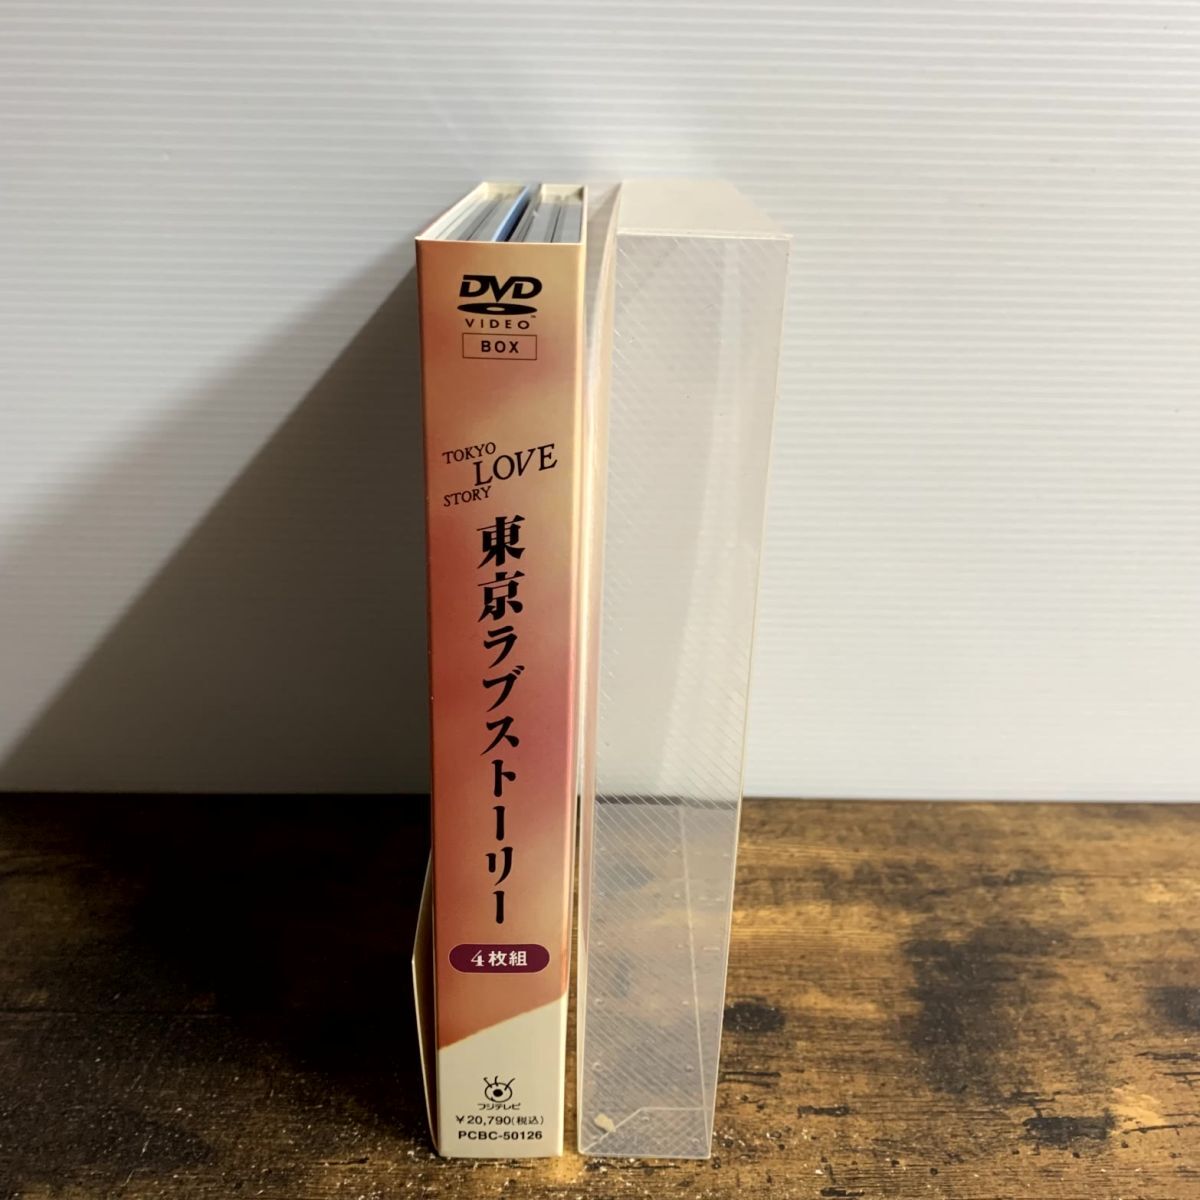 DVD
VIDEO™
BOX
TOKYO
LOVE
STORY
東京ラブストーリー
4枚組
フジテレビ
¥20,790(税込)
PCBC-50126